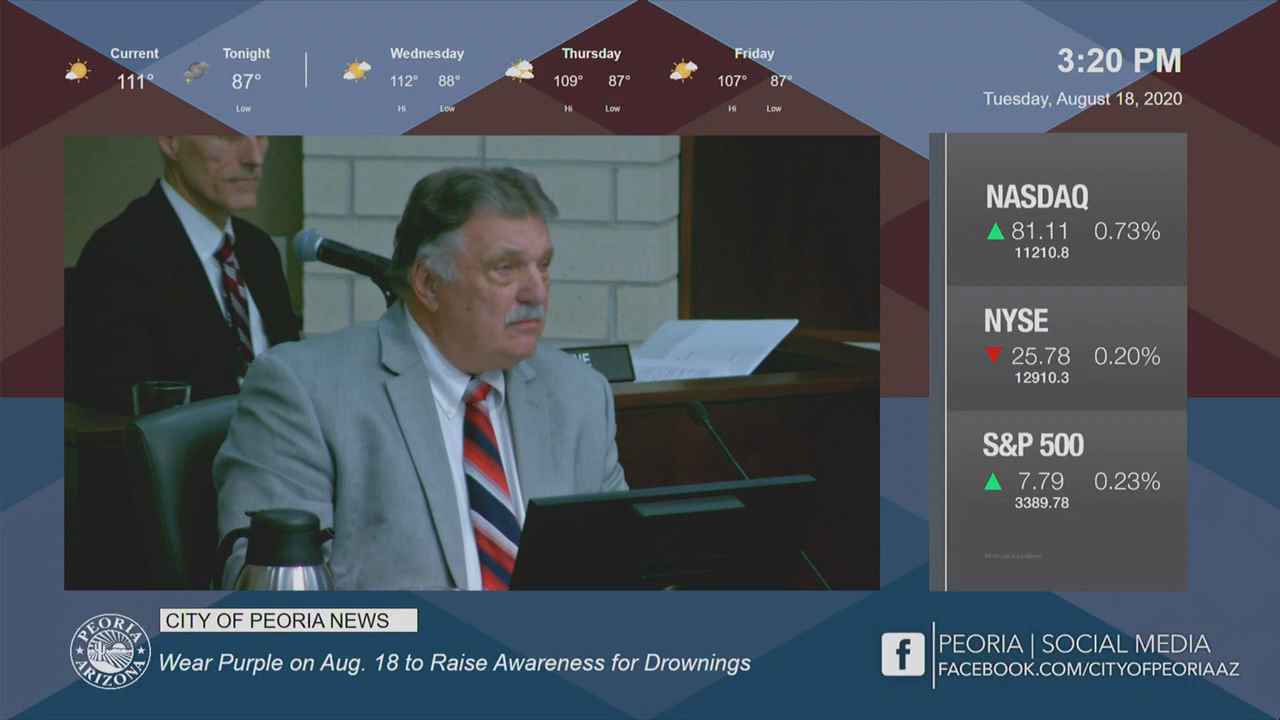 Current
111°
Tonight
87°
Low
Wednesday
112° 88°
Hi Low
Thursday
109° 87°
Hi Low
Friday
107° 87°
Hi Low
3:20 PM
Tuesday, August 18, 2020
NASDAQ
81.11 0.73%
11210.8
NYSE
25.78 0.20%
12910.3
S&P 500
7.79 0.23%
3389.78
PEORIA
ARIZONA
CITY OF PEORIA NEWS
Wear Purple on Aug. 18 to Raise Awareness for Drownings
f
PEORIA | SOCIAL MEDIA
FACEBOOK.COM/CITYOFPEORIAAZ